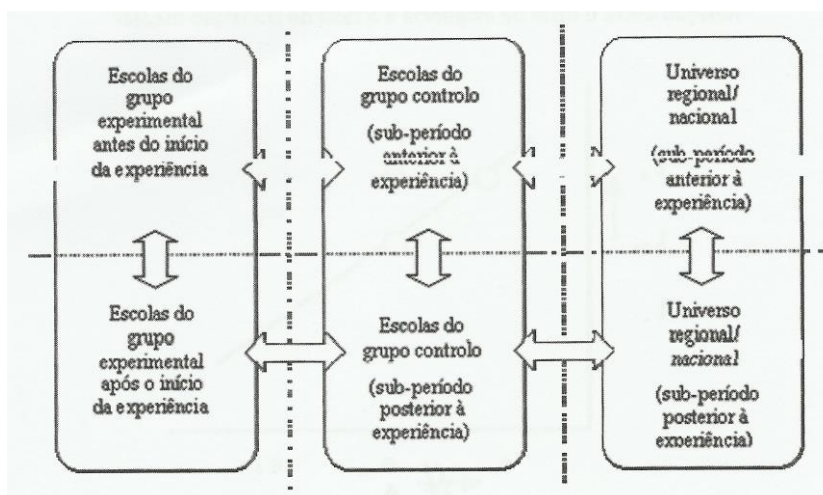 Escolas do
grupo
experimental
antes do início
da experiência
Escolas do
grupo controlo
(sub-período
anterior à
experiência)
Universo
regional/
nacional
(sub-período
anterior à
experiência)
Escolas do
grupo
experimental
após o início
da experiência
Escolas do
grupo controlo
(sub-período
posterior à
experiência)
Universo
regional/
nacional
(sub-período
posterior à
experiência)